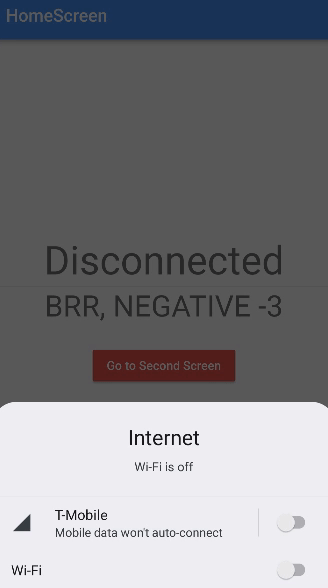 HomeScreen
Disconnected
BRR, NEGATIVE -3
Go to Second Screen
Internet
Wi-Fi is off
T-Mobile
Mobile data won't auto-connect
Wi-Fi